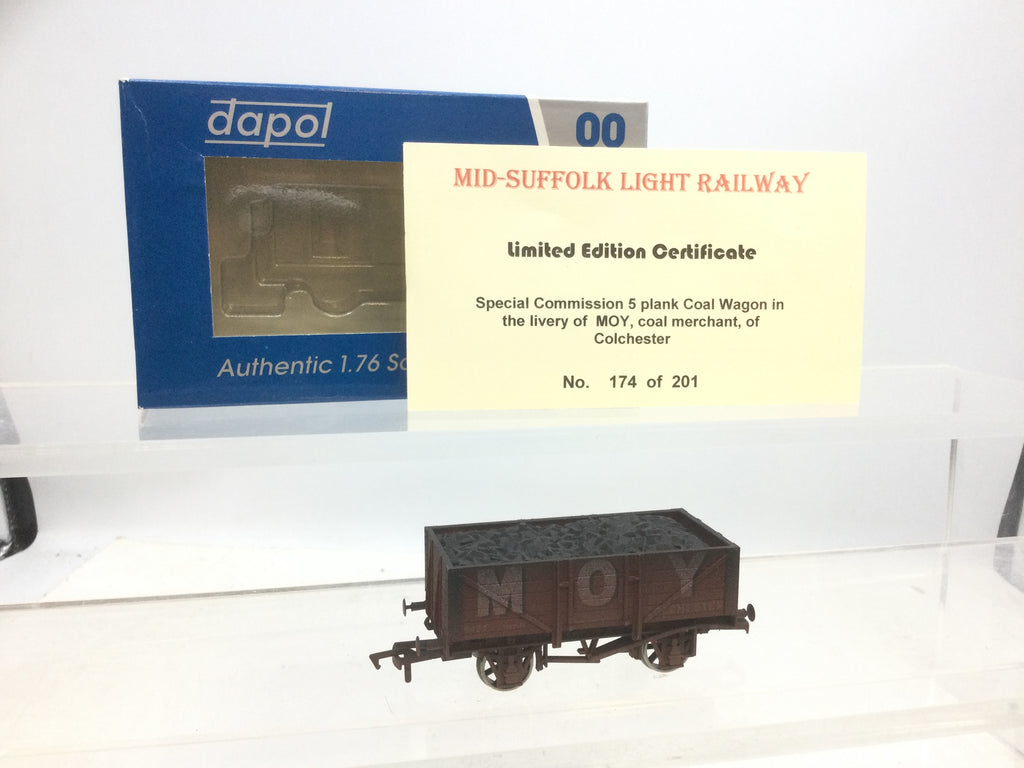 dapol
00
Authentic 1.76
MID-SUFFOLK LIGHT RAILWAY
Limited Edition Certificate
Special Commission 5 plank Coal Wagon in
the livery of MOY, coal merchant, of
Colchester
No. 174 of 201
MOY